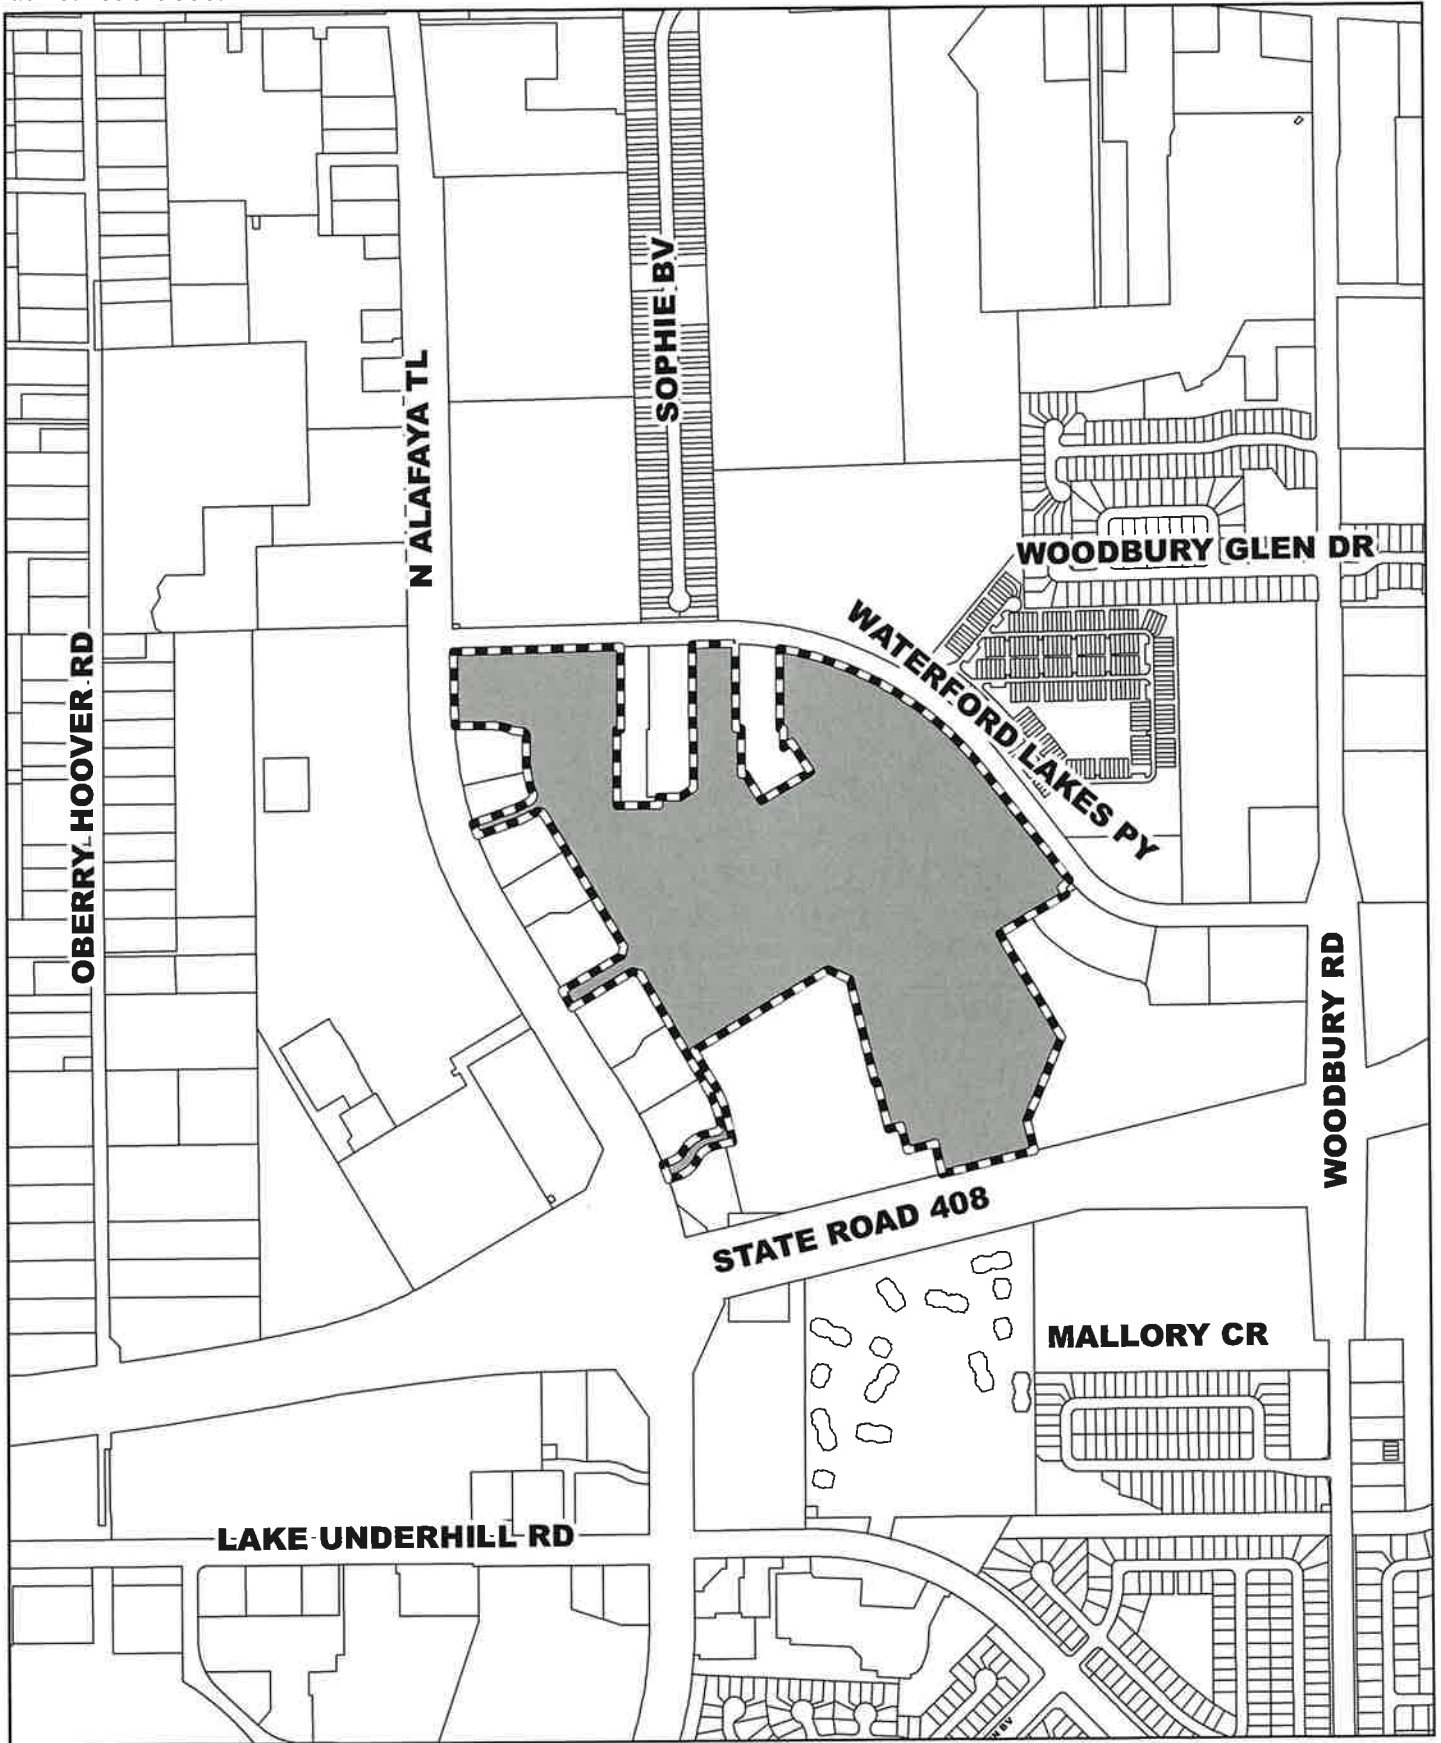 SOPHIE BV
N ALAFAYA TL
WOODBURY GLEN DR
WATERFORD LAKES PY
OBERRY HOOVER RD
WOODBURY RD
STATE ROAD 408
MALLORY CR
LAKE UNDERHILL RD